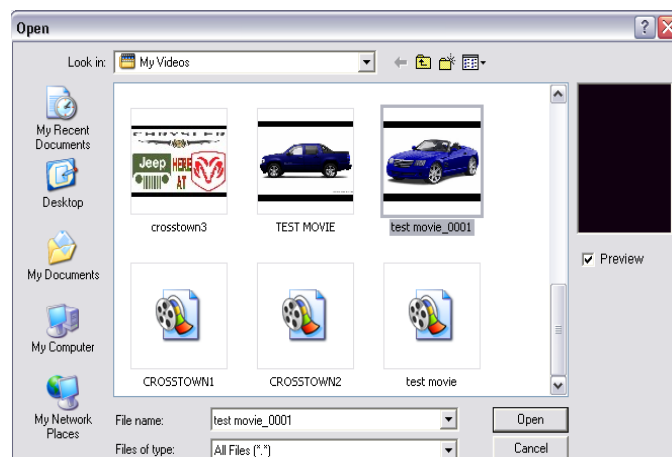 Open
Look in:
My Videos
My Recent
Documents
Desktop
My Documents
My Computer
My Network
Places
CHRYSLER
Jeep HERE
AT
crosstown3
TEST MOVIE
test movie_0001
CROSSTOWN1
CROSSTOWN2
test movie
Preview
File name:
test movie_0001
Open
Files of type:
All Files (*.*)
Cancel